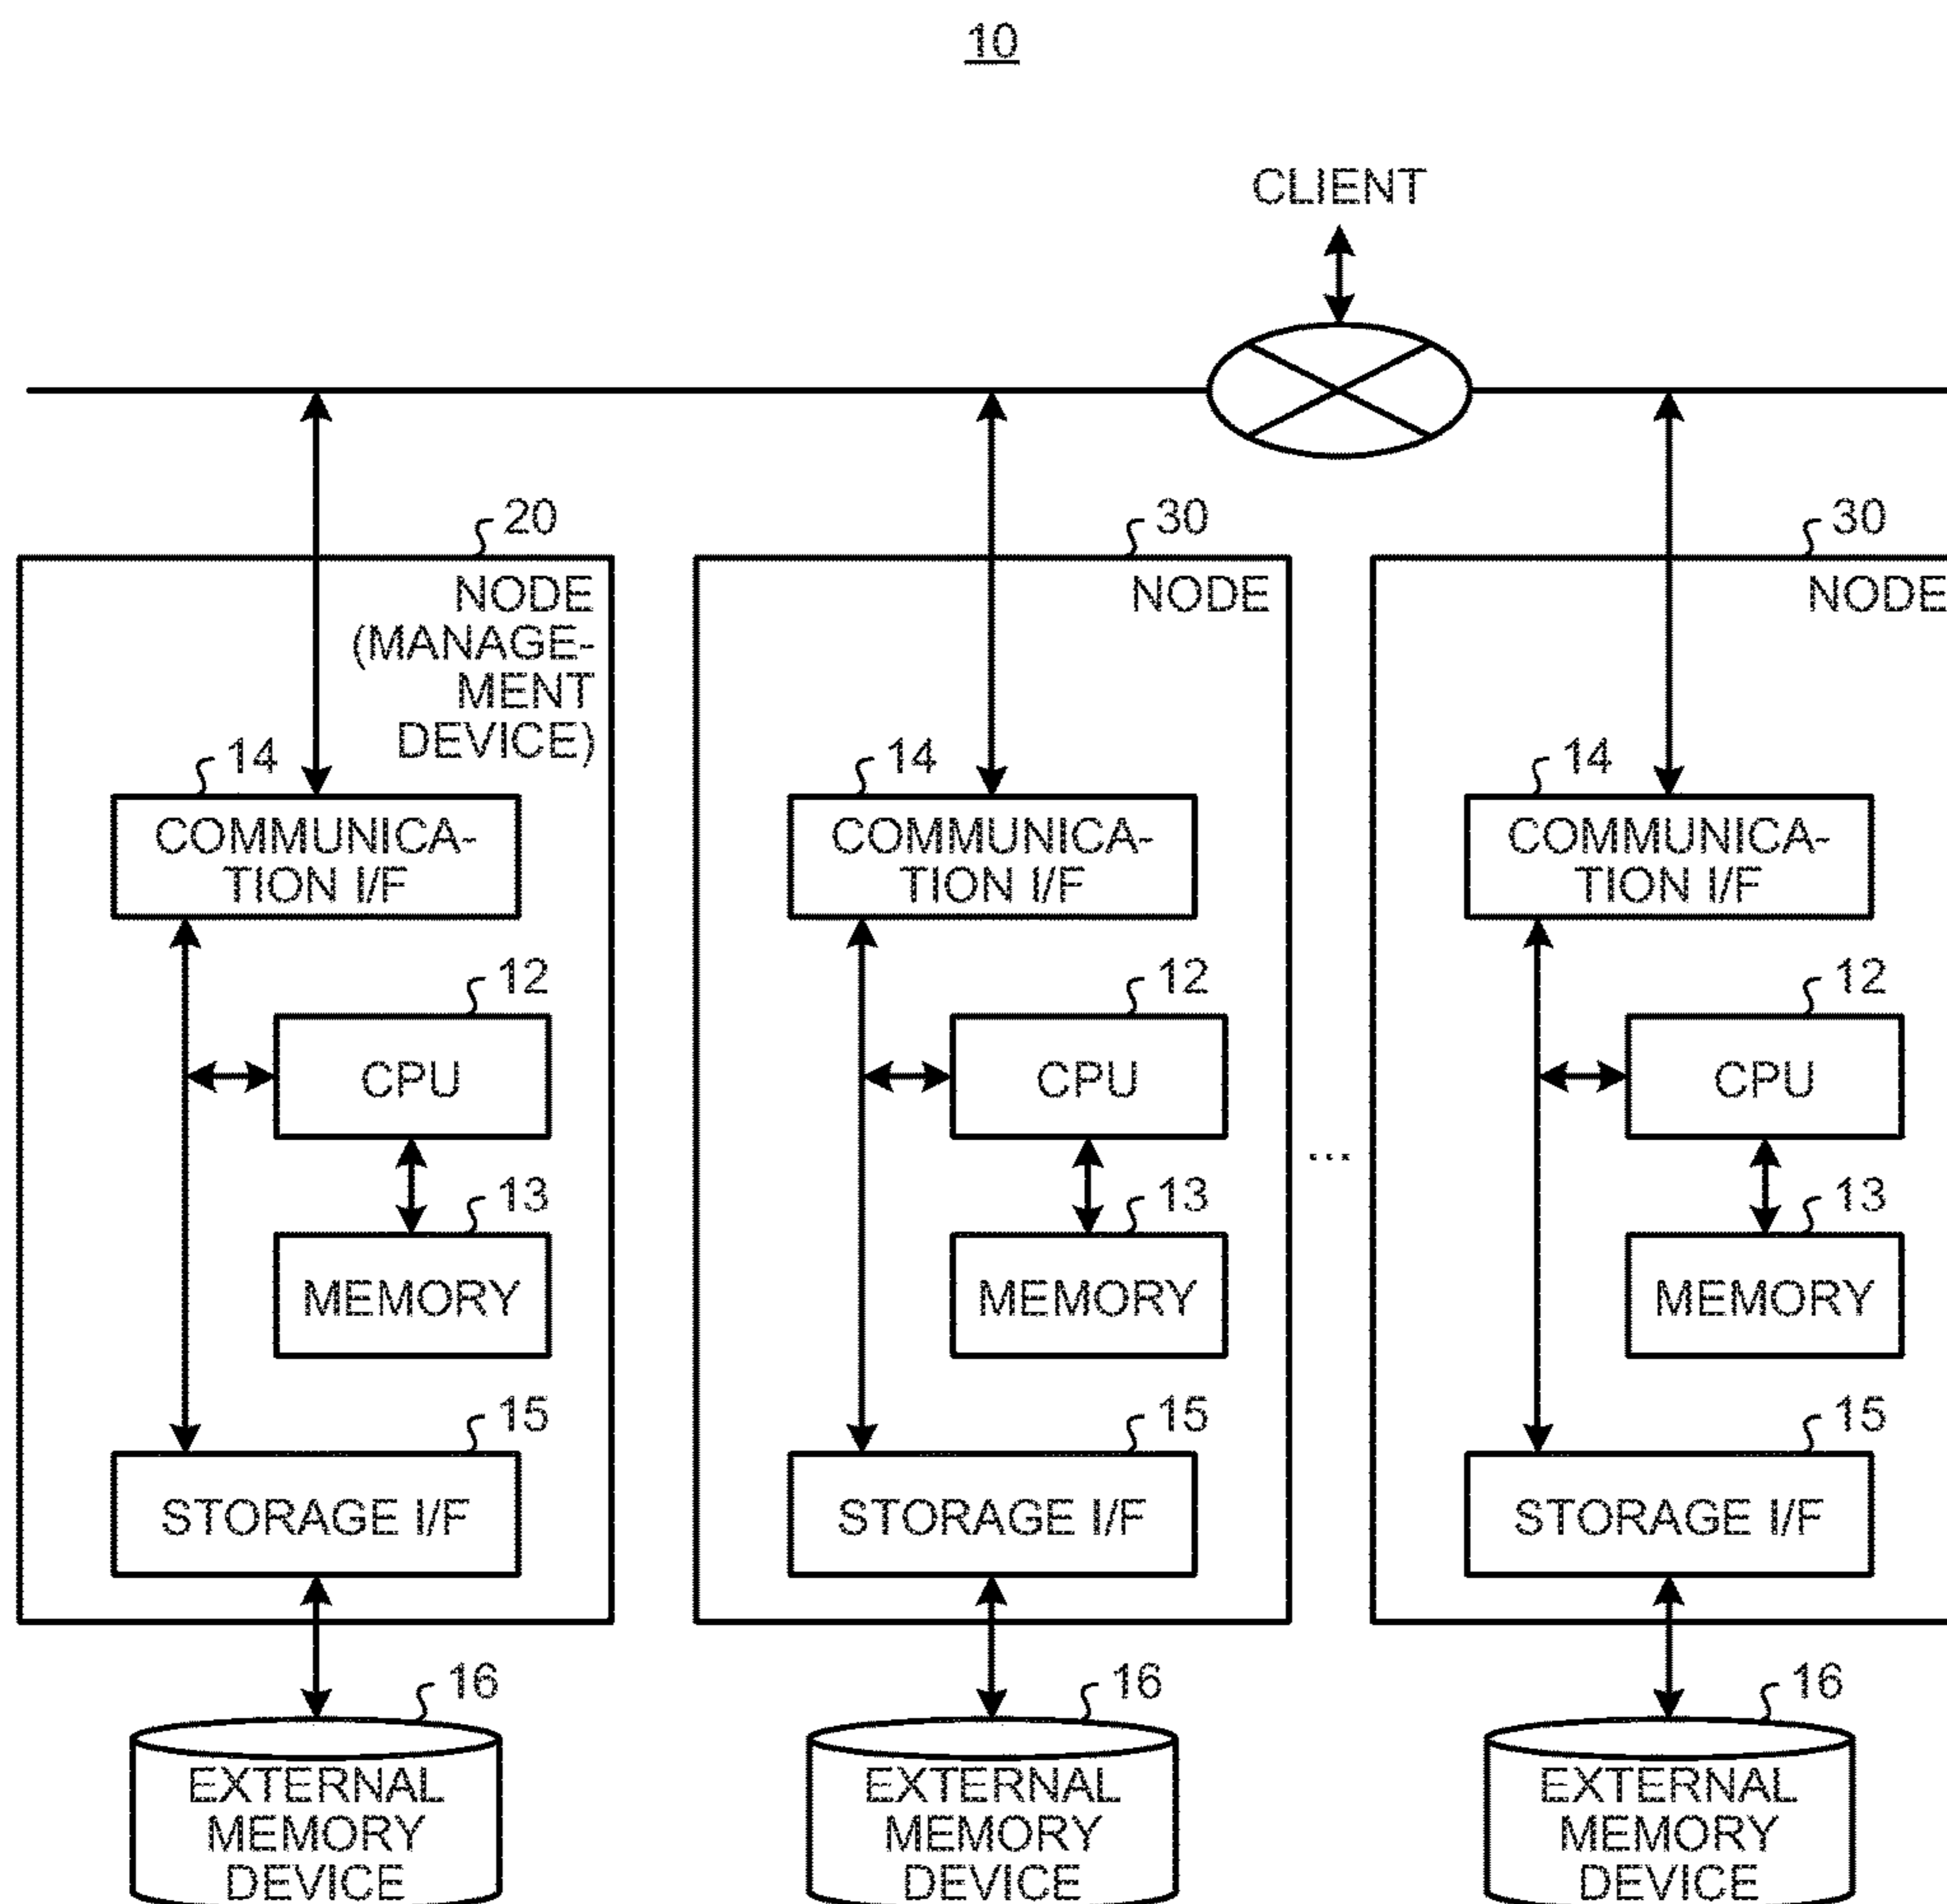 10
CLIENT
20
NODE
(MANAGE-
MENT
DEVICE)
14
COMMUNICA-
TION I/F
12
CPU
13
MEMORY
15
STORAGE I/F
16
EXTERNAL
MEMORY
DEVICE
30
NODE
14
COMMUNICA-
TION I/F
12
CPU
13
MEMORY
15
STORAGE I/F
16
EXTERNAL
MEMORY
DEVICE
...
30
NODE
14
COMMUNICA-
TION I/F
12
CPU
13
MEMORY
15
STORAGE I/F
16
EXTERNAL
MEMORY
DEVICE